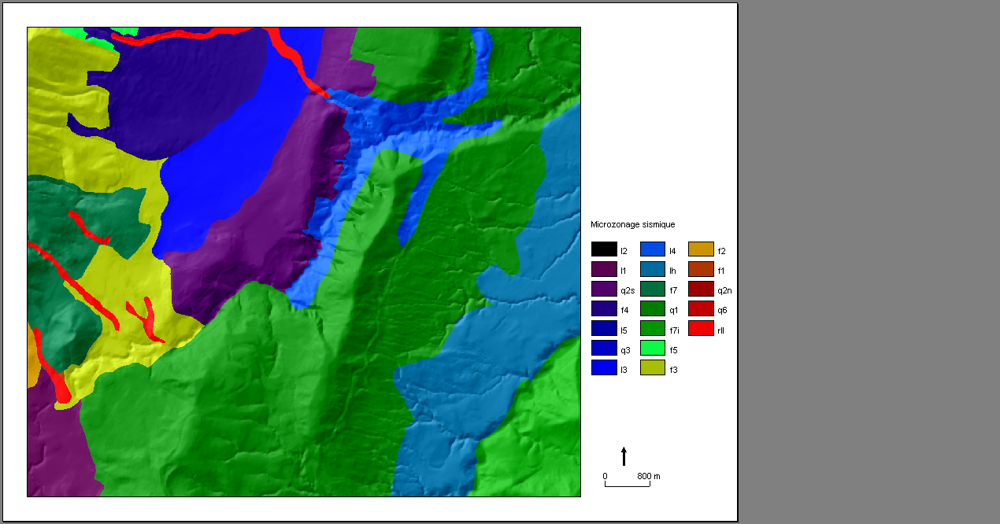 Microzonage sismique
l2 l4 f2
l1 lh f1
q2s f7 q2n
f4 q1 q6
l5 f7i rll
q3 f5
l3 f3
0 800 m